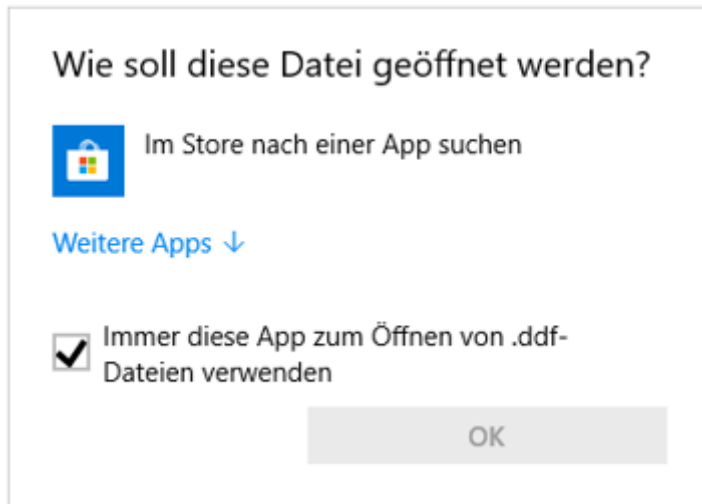 Wie soll diese Datei geöffnet werden?
Im Store nach einer App suchen
Weitere Apps ↓
Immer diese App zum Öffnen von .ddf-
Dateien verwenden
OK